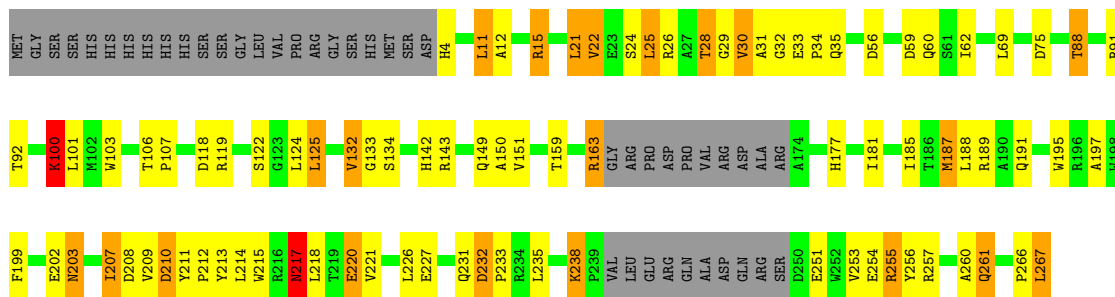 MET GLY SER SER HIS HIS HIS HIS HIS HIS SER SER GLY LEU VAL PRO ARG GLY SER HIS MET SER ASP H4 L11 A12 R15 L21 V22 E23 S24 L25 R26 A27 T28 G29 V30 A31 G32 E33 P34 Q35 D56 D59 Q60 S61 I62 L69 D75 T88
T92 K100 L101 M102 W103 T106 P107 D118 R119 S122 G123 L124 L125 V132 G133 S134 H142 R143 Q149 A150 V151 T159 R163 GLY ARG PRO ASP PRO VAL ARG ASP ALA ARG A174 H177 I181 I185 T186 M187 L188 R189 A190 Q191 W195 R196 A197 W198
F199 E202 N203 I207 D208 V209 D210 Y211 P212 Y213 L214 W215 R216 N217 L218 T219 E220 V221 L226 E227 Q231 D232 P233 R234 L235 K238 P239 VAL LEU GLU ARG GLN ALA ASP GLN ARG SER D250 E251 W252 V253 E254 R255 Y256 R257 A260 Q261 P266 L267